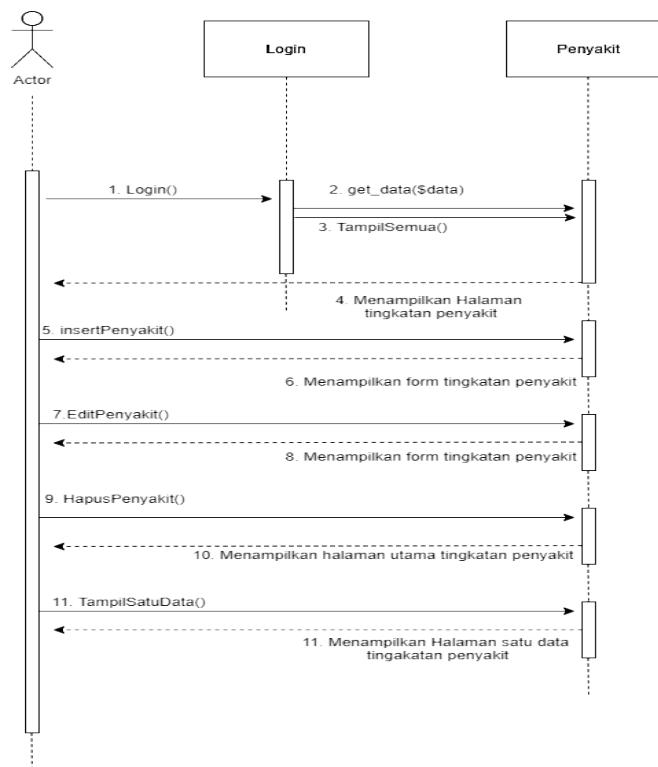 Actor
Login
Penyakit
1. Login()
2. get_data($data)
3. TampilSemua()
4. Menampilkan Halaman
tingkatan penyakit
5. insertPenyakit()
6. Menampilkan form tingkatan penyakit
7.EditPenyakit()
8. Menampilkan form tingkatan penyakit
9. HapusPenyakit()
10. Menampilkan halaman utama tingkatan penyakit
11. TampilSatuData()
11. Menampilkan Halaman satu data
tingakatan penyakit